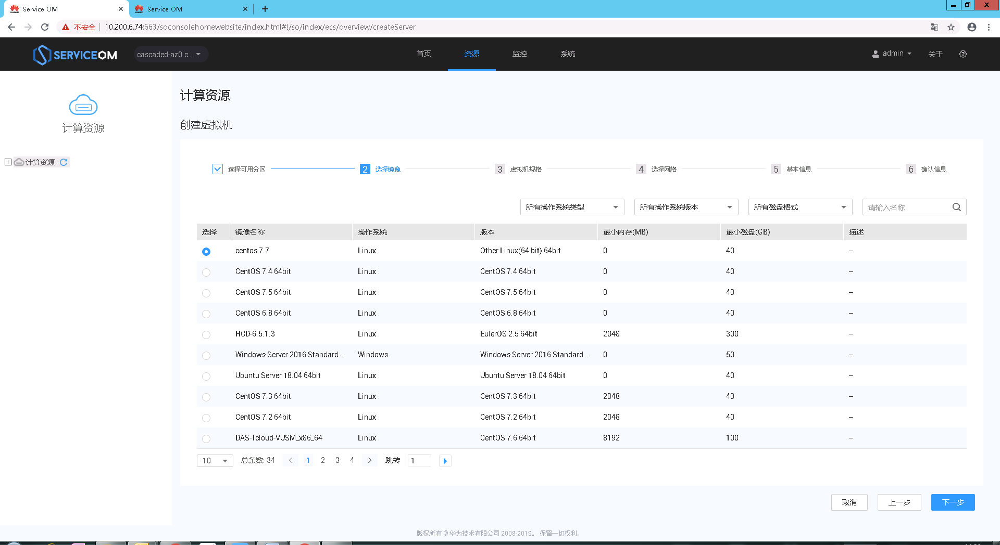 Service OM
Service OM
不安全
10.200.6.74:663/soconsolehomewebsite/index.html#!/so/index/ecs/overview/createServer
SERVICEOM
cascaded-az0.c...
首页
资源
监控
系统
admin
关于
计算资源
计算资源
计算资源
创建虚拟机
选择可用分区
2 选择镜像
3 虚拟机规格
4 选择网络
5 基本信息
6 确认信息
所有操作系统类型
所有操作系统版本
所有磁盘格式
请输入名称
选择 镜像名称 操作系统 版本 最小内存(MB) 最小磁盘(GB) 描述
centos 7.7 Linux Other Linux(64 bit) 64bit 0 40 --
CentOS 7.4 64bit Linux CentOS 7.4 64bit 0 40 --
CentOS 7.5 64bit Linux CentOS 7.5 64bit 0 40 --
CentOS 6.8 64bit Linux CentOS 6.8 64bit 0 40 --
HCD-6.5.1.3 Linux EulerOS 2.5 64bit 2048 300 --
Windows Server 2016 Standard ... Windows Windows Server 2016 Standard ... 0 50 --
Ubuntu Server 18.04 64bit Linux Ubuntu Server 18.04 64bit 0 40 --
CentOS 7.3 64bit Linux CentOS 7.3 64bit 2048 40 --
CentOS 7.2 64bit Linux CentOS 7.2 64bit 2048 40 --
DAS-Tcloud-VUSM_x86_64 Linux CentOS 7.6 64bit 8192 100 --
10 总条数: 34 < 1 2 3 4 > 跳转 1
取消
上一步
下一步
版权所有 © 华为技术有限公司 2008-2019。 保留一切权利。